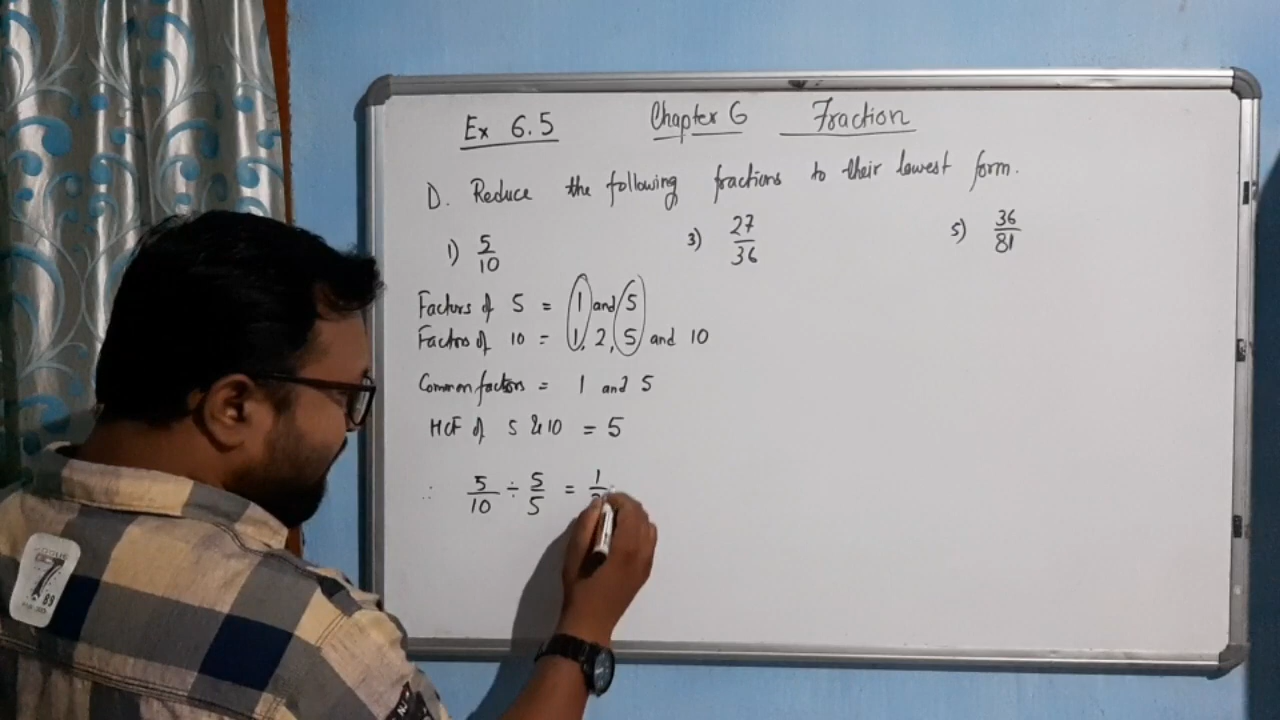 Ex 6.5 Chapter 6 Fraction
D. Reduce the following fractions to their lowest form.
1) 5/10 3) 27/36 5) 36/81
Factors of 5 = 1 and 5
Factors of 10 = 1, 2, 5 and 10
Common factors = 1 and 5
HCF of 5 & 10 = 5
∴ 5/10 ÷ 5/5 = 1/
7
89